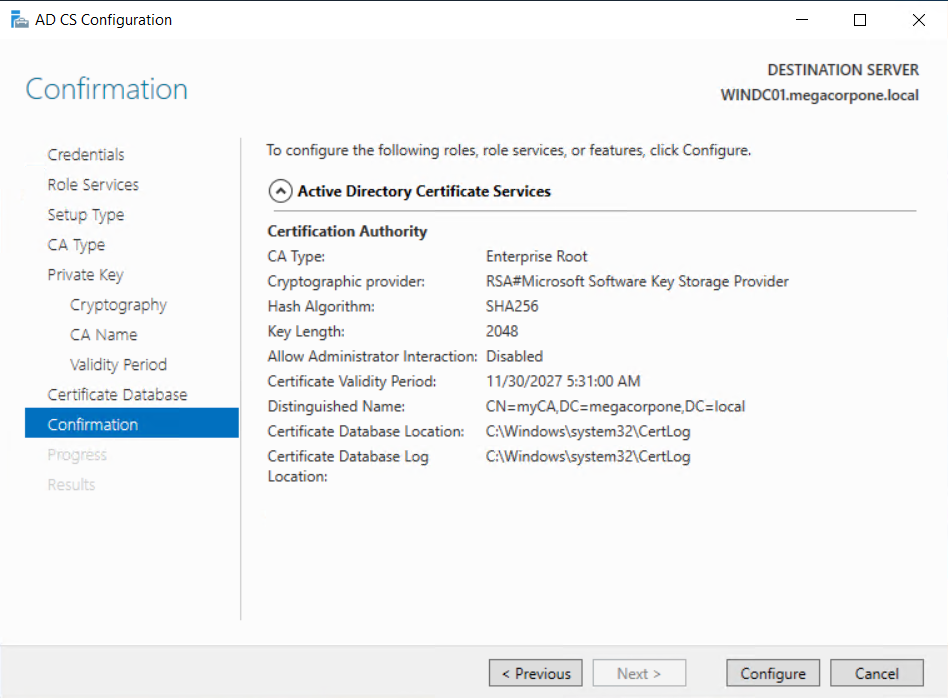 AD CS Configuration
Confirmation
DESTINATION SERVER
WINDC01.megacorpone.local
Credentials
Role Services
Setup Type
CA Type
Private Key
Cryptography
CA Name
Validity Period
Certificate Database
Confirmation
Progress
Results
To configure the following roles, role services, or features, click Configure.
Active Directory Certificate Services
Certification Authority
CA Type: Enterprise Root
Cryptographic provider: RSA#Microsoft Software Key Storage Provider
Hash Algorithm: SHA256
Key Length: 2048
Allow Administrator Interaction: Disabled
Certificate Validity Period: 11/30/2027 5:31:00 AM
Distinguished Name: CN=myCA,DC=megacorpone,DC=local
Certificate Database Location: C:\Windows\system32\CertLog
Certificate Database Log C:\Windows\system32\CertLog
Location:
< Previous
Next >
Configure
Cancel